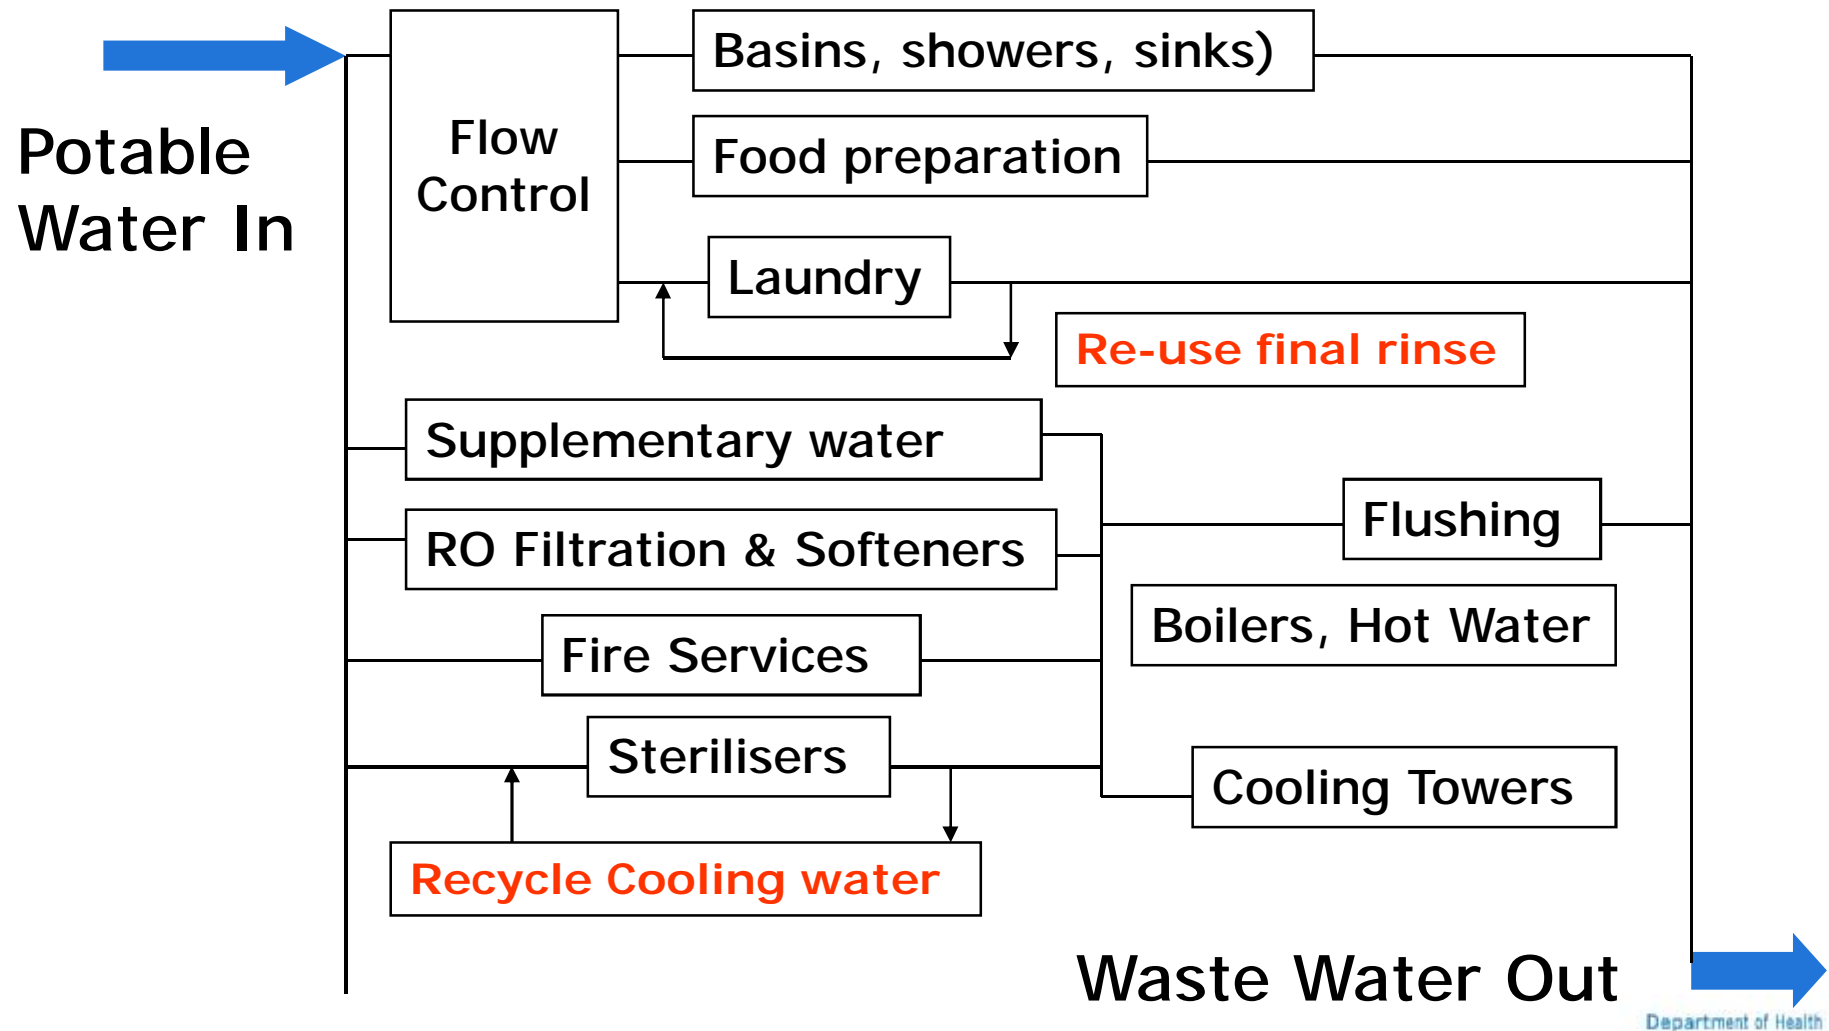 Potable
Water In
Flow
Control
Basins, showers, sinks)
Food preparation
Laundry
Re-use final rinse
Supplementary water
RO Filtration & Softeners
Flushing
Boilers, Hot Water
Fire Services
Sterilisers
Cooling Towers
Recycle Cooling water
Waste Water Out
Department of Health